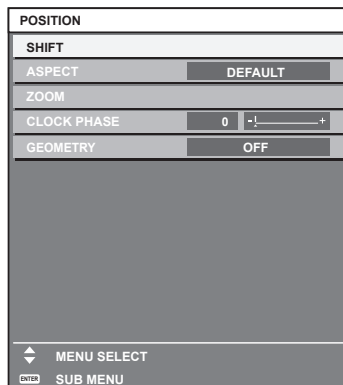 POSITION
SHIFT
ASPECT DEFAULT
ZOOM
CLOCK PHASE 0 - +
GEOMETRY OFF
MENU SELECT
ENTER SUB MENU